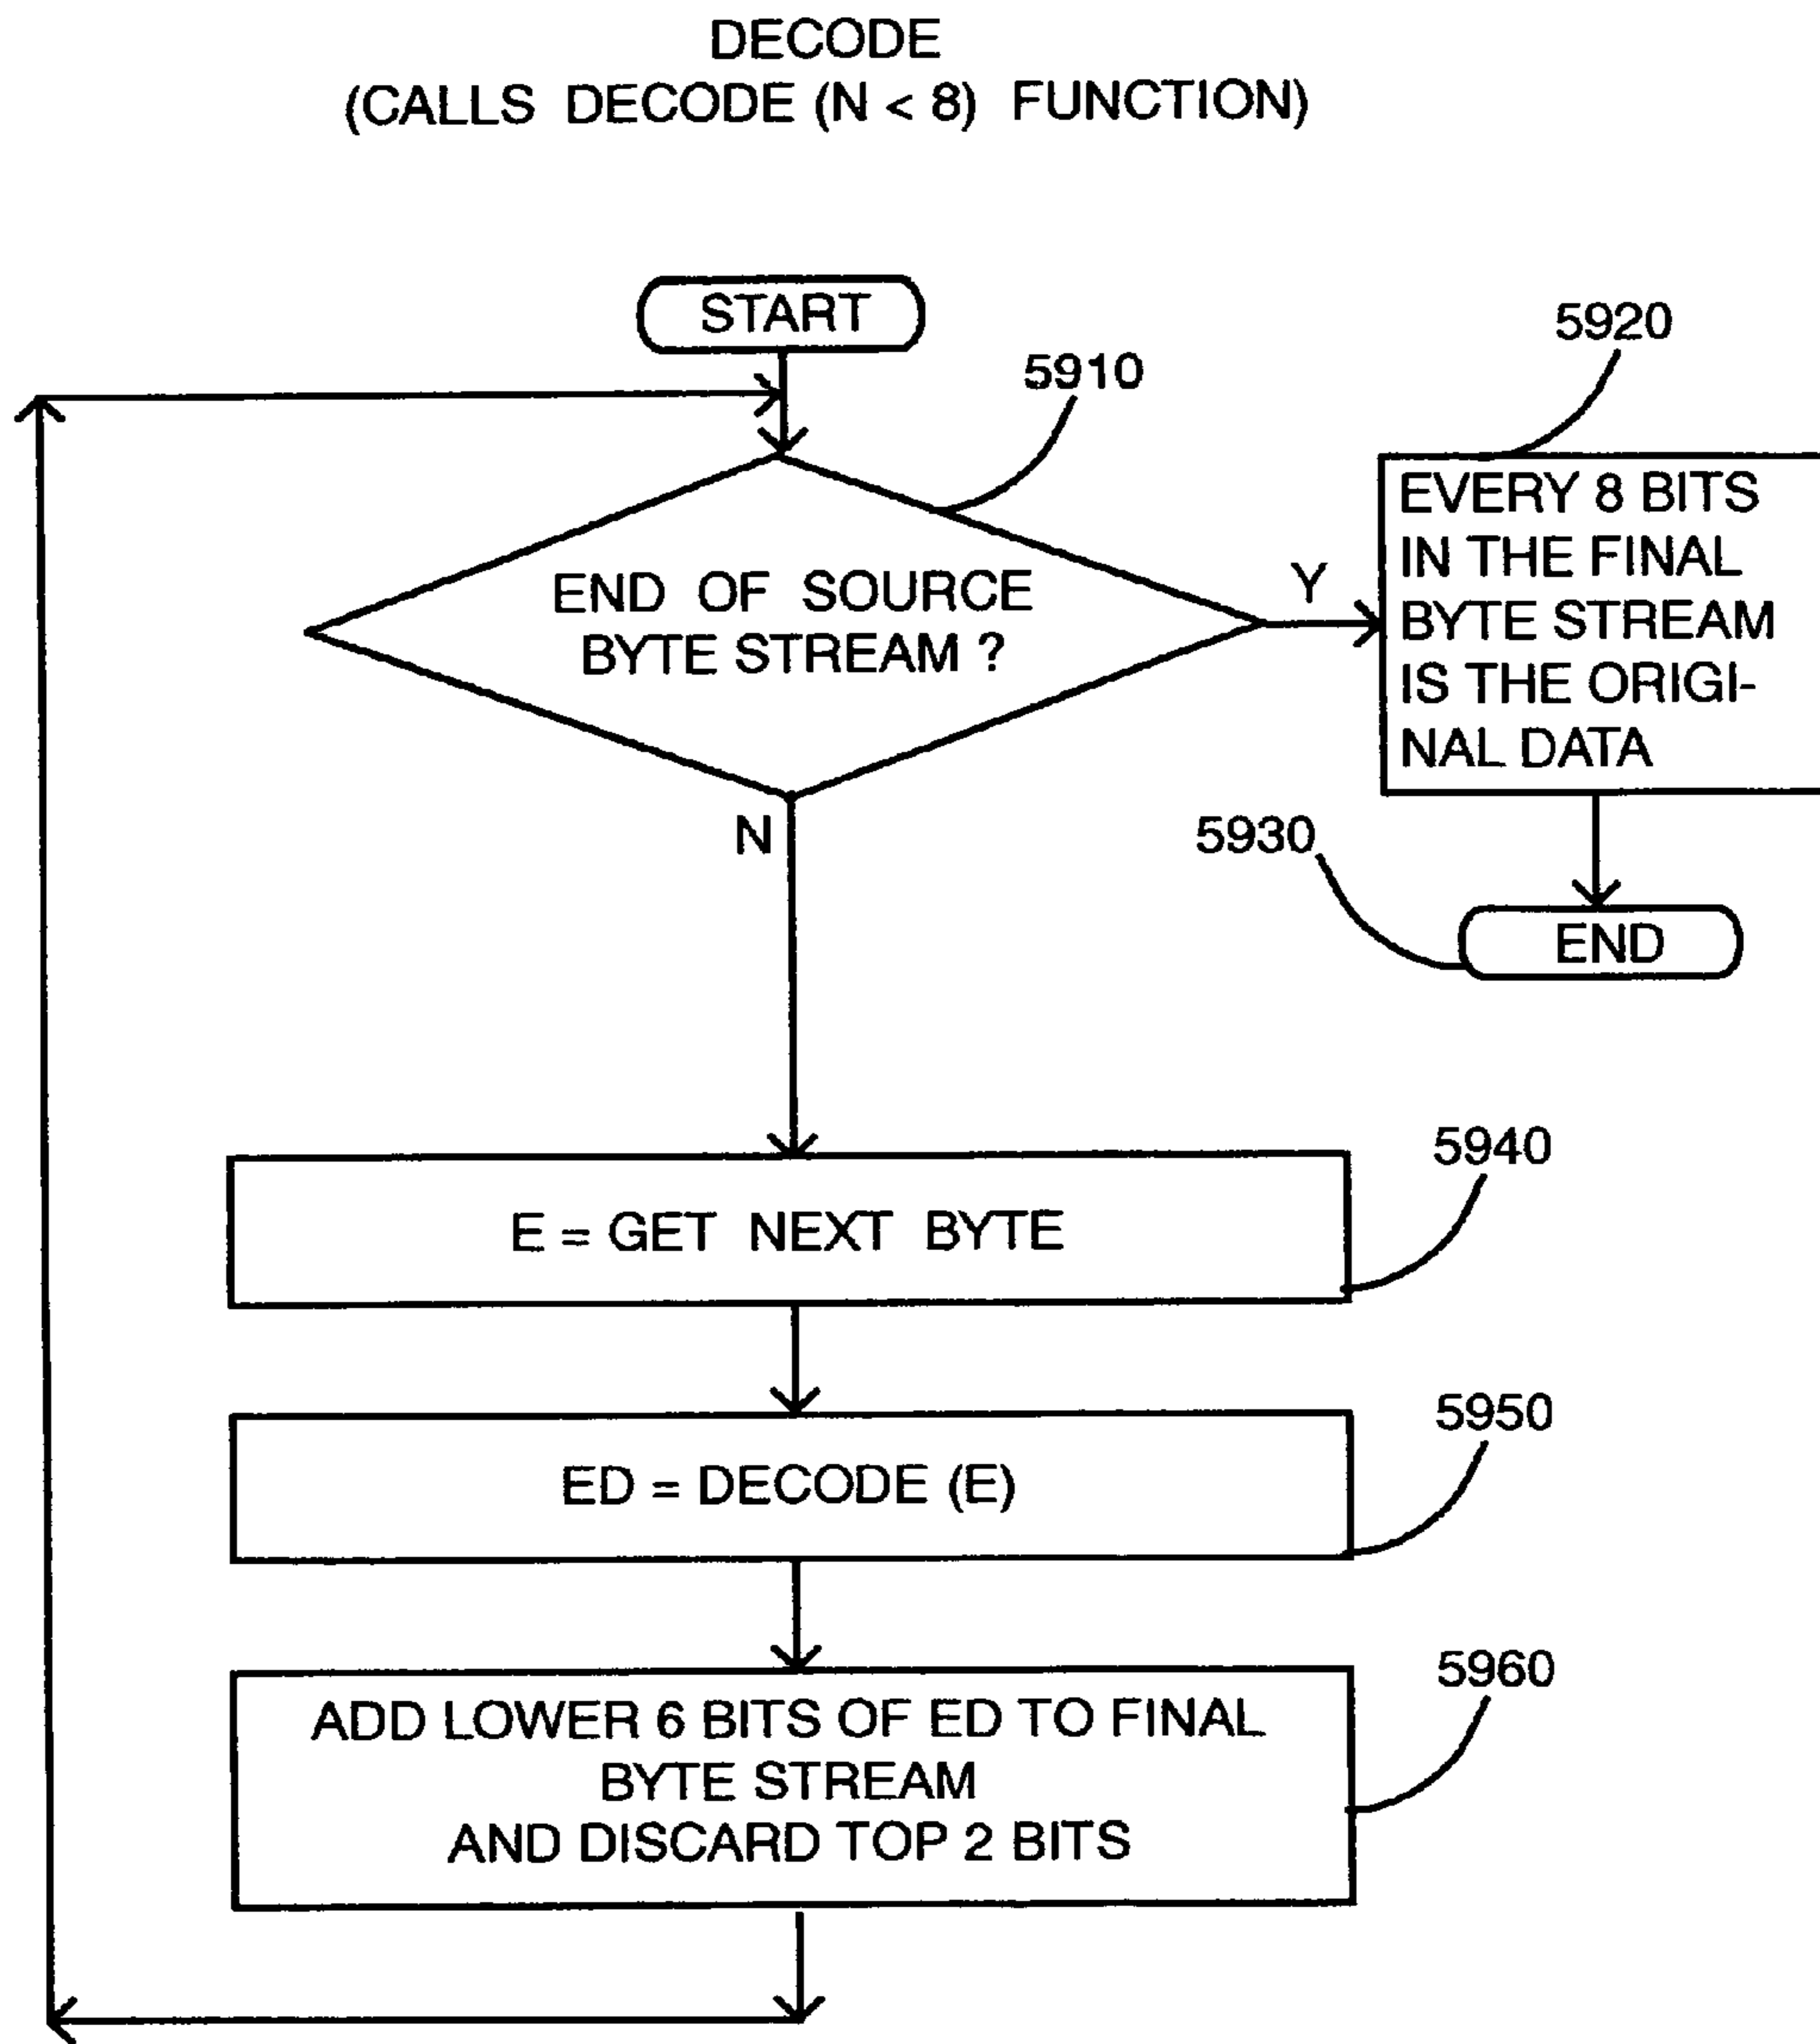 DECODE
(CALLS DECODE (N < 8) FUNCTION)
START
5910
5920
END OF SOURCE
BYTE STREAM ?
Y
EVERY 8 BITS
IN THE FINAL
BYTE STREAM
IS THE ORIGI-
NAL DATA
N
5930
END
5940
E = GET NEXT BYTE
5950
ED = DECODE (E)
5960
ADD LOWER 6 BITS OF ED TO FINAL
BYTE STREAM
AND DISCARD TOP 2 BITS